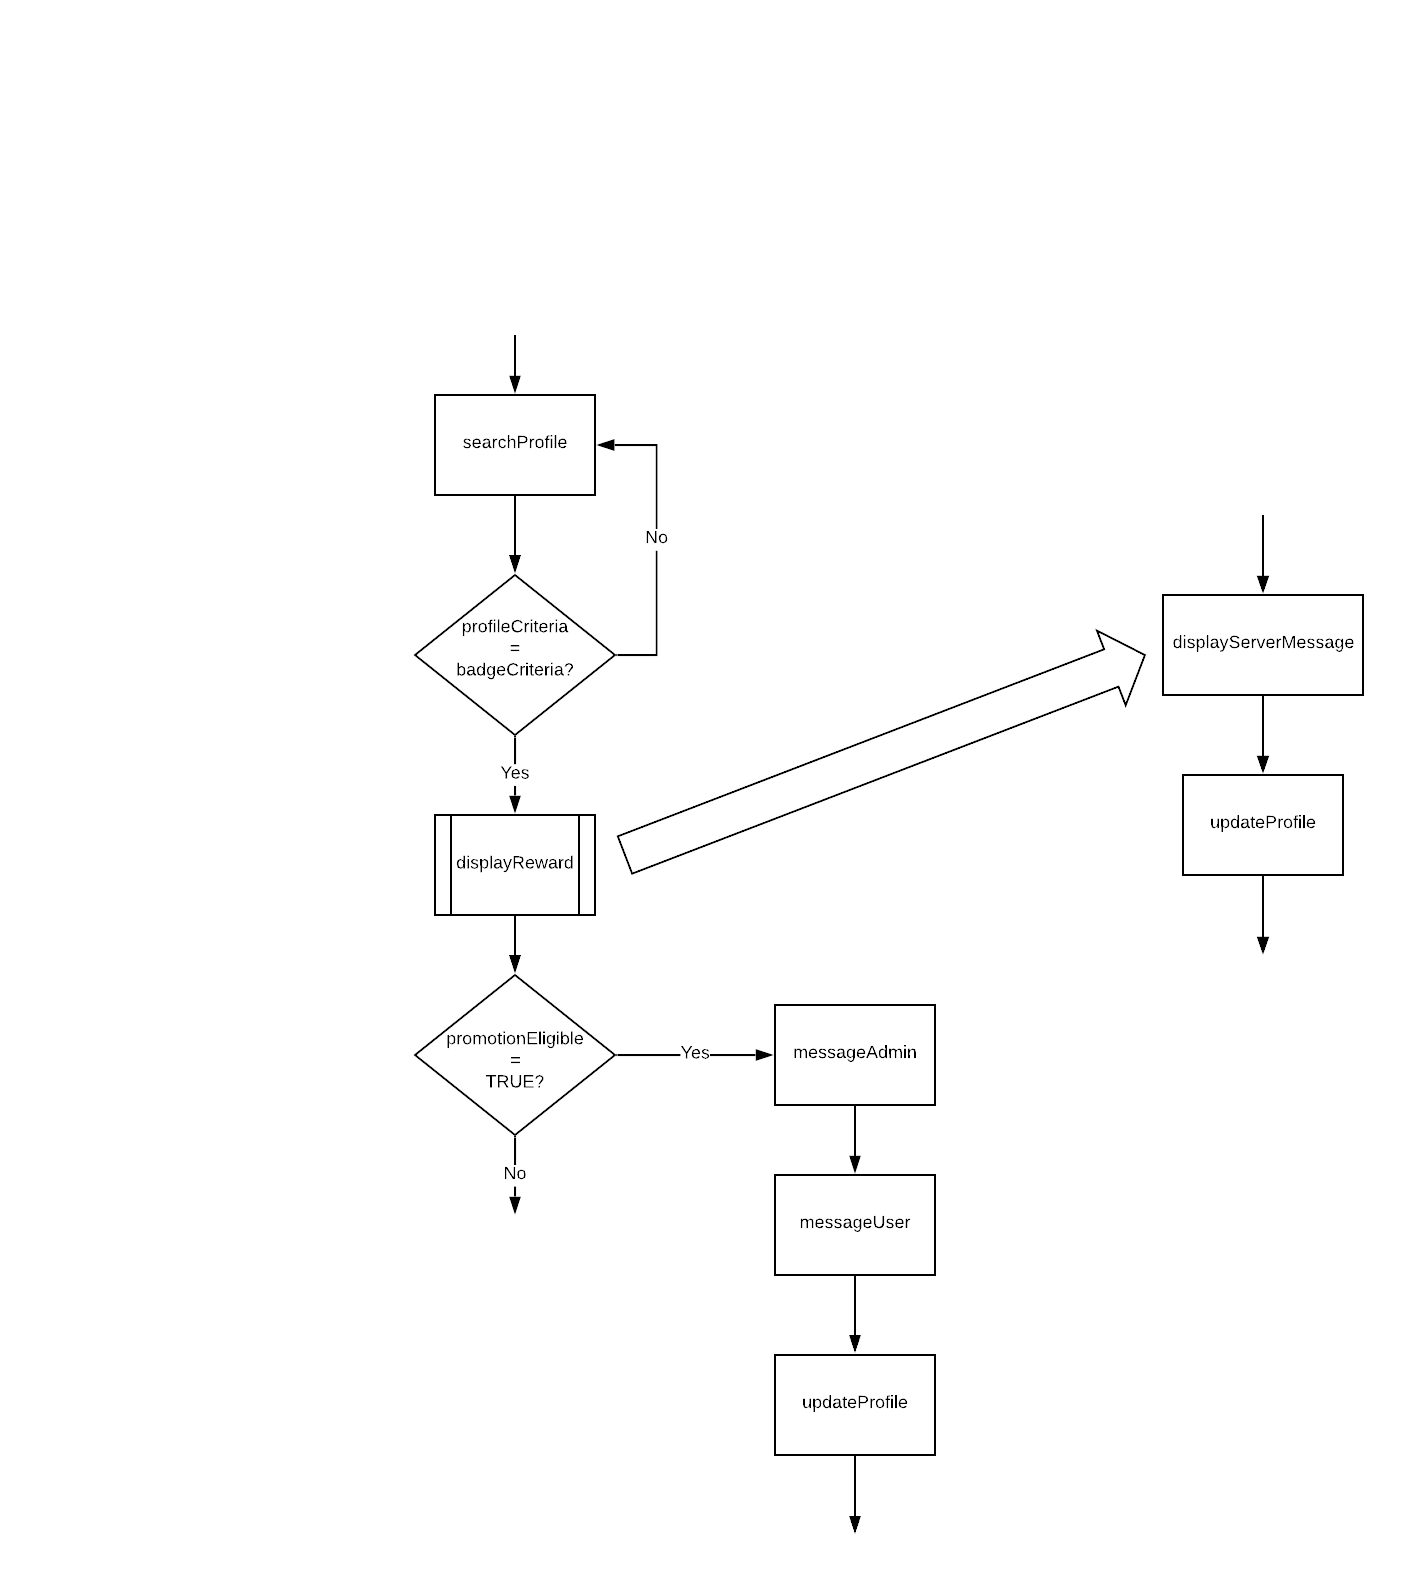 searchProfile
No
profileCriteria
=
badgeCriteria?
Yes
displayReward
promotionEligible
=
TRUE?
Yes
No
messageAdmin
messageUser
updateProfile
displayServerMessage
updateProfile